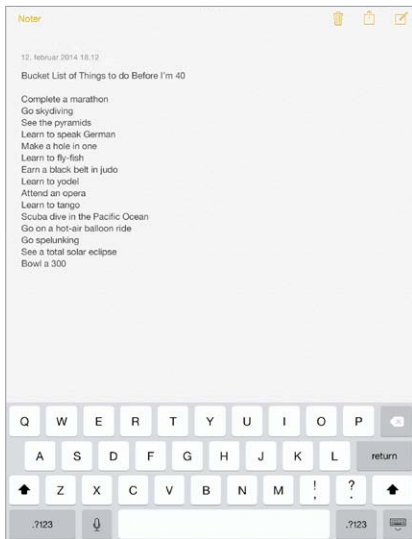 Noter
12. februar 2014 18.12
Bucket List of Things to do Before I'm 40
Complete a marathon
Go skydiving
See the pyramids
Learn to speak German
Make a hole in one
Learn to fly-fish
Earn a black belt in judo
Learn to yodel
Attend an opera
Learn to tango
Scuba dive in the Pacific Ocean
Go on a hot-air balloon ride
Go spelunking
See a total solar eclipse
Bowl a 300
Q W E R T Y U I O P
A S D F G H J K L return
Z X C V B N M ! , ? .
.?123 .?123